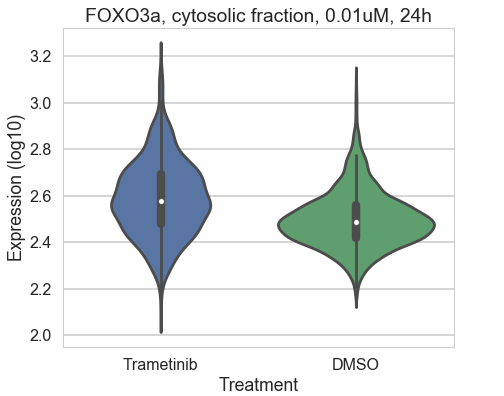 FOXO3a, cytosolic fraction, 0.01uM, 24h
Expression (log10)
3.2
3.0
2.8
2.6
2.4
2.2
2.0
Trametinib
DMSO
Treatment